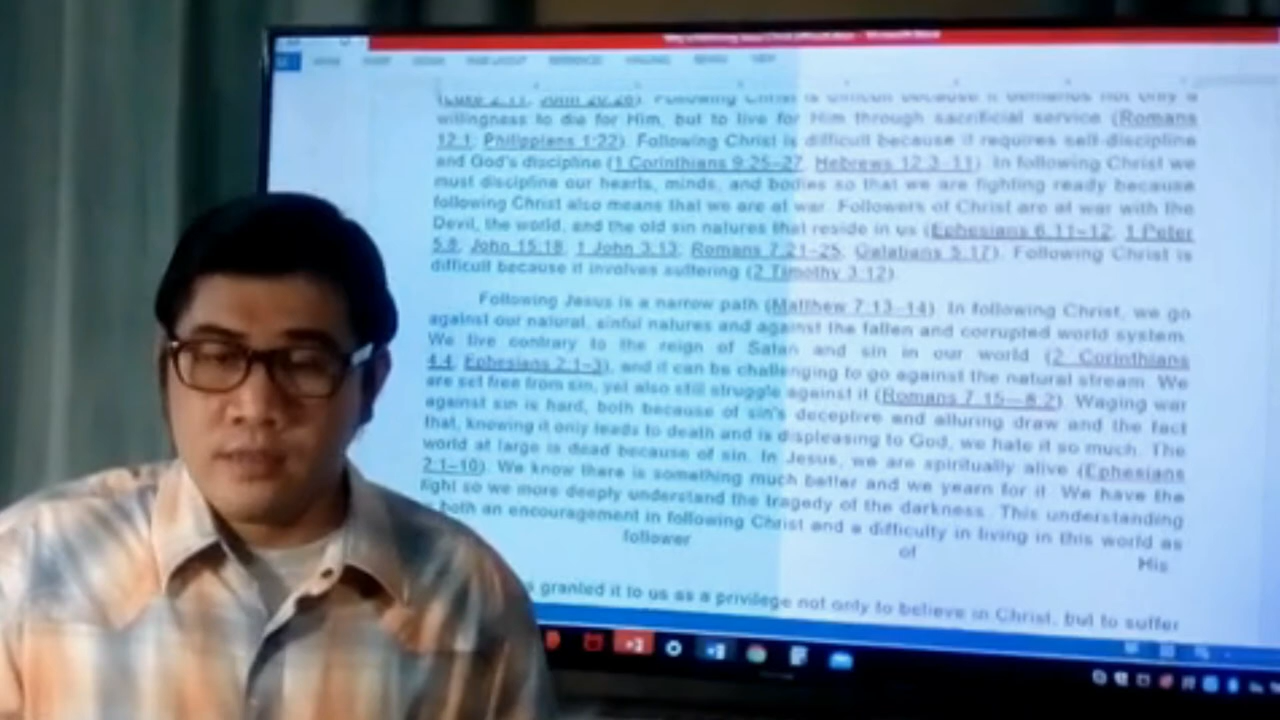 (Luke 2:11, John 20:28). Following Christ is difficult because it demands not only a
willingness to die for Him, but to live for Him through sacrificial service (Romans
12:1, Philippians 1:22). Following Christ is difficult because it requires self-discipline
and God's discipline (1 Corinthians 9:25–27, Hebrews 12:3–11). In following Christ we
must discipline our hearts, minds, and bodies so that we are fighting ready because
following Christ also means that we are at war. Followers of Christ are at war with the
Devil, the world, and the old sin natures that reside in us (Ephesians 6:11–12, 1 Peter
5:8, John 15:18, 1 John 3:13, Romans 7:21–25, Galatians 5:17). Following Christ is
difficult because it involves suffering (2 Timothy 3:12).
Following Jesus is a narrow path (Matthew 7:13–14). In following Christ, we go
against our natural, sinful natures and against the fallen and corrupted world system.
We live contrary to the reign of Satan and sin in our world (2 Corinthians
4:4, Ephesians 2:1–3), and it can be challenging to go against the natural stream. We
are set free from sin, yet also still struggle against it (Romans 7:15—8:2). Waging war
against sin is hard, both because of sin's deceptive and alluring draw and the fact
that, knowing it only leads to death and is displeasing to God, we hate it so much. The
world at large is dead because of sin. In Jesus, we are spiritually alive (Ephesians
2:1–10). We know there is something much better and we yearn for it. We have the
light so we more deeply understand the tragedy of the darkness. This understanding
both an encouragement in following Christ and a difficulty in living in this world as
follower of His
granted it to us as a privilege not only to believe in Christ, but to suffer